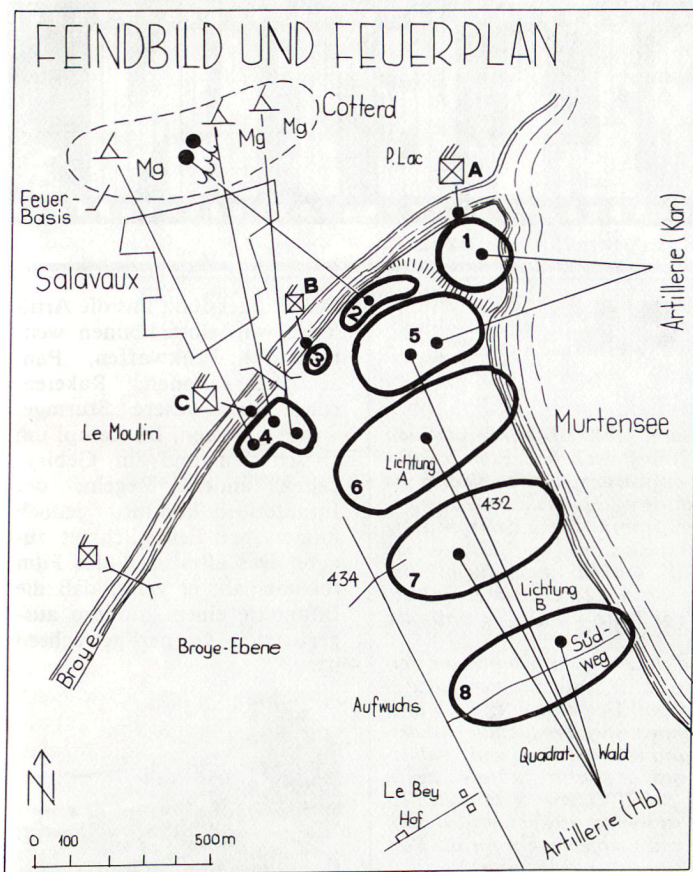 FEINDBILD UND FEUERPLAN
Cotterd
Mg
Mg
Mg
Feuer-
Basis
Salavaux
P. Lac
A
1
Artillerie (Kan)
B
2
3
5
C
Le Moulin
4
Murtensee
Lichtung
A
6
432
434
7
Lichtung
B
Broye
Broye-Ebene
Süd-
weg
8
Aufwuchs
Quadrat-
Wald
Le Bey
Hof
Artillerie (Hb)
N
0 100 500m